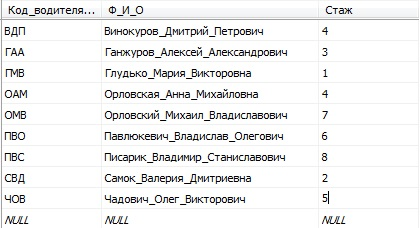 Код_водителя... Ф_И_О Стаж
ВДП Винокуров_Дмитрий_Петрович 4
ГАА Ганжуров_Алексей_Александрович 3
ГМВ Глудько_Мария_Викторовна 1
ОАМ Орловская_Анна_Михайловна 4
ОМВ Орловский_Михаил_Владиславович 7
ПВО Павлюкевич_Владислав_Олегович 6
ПВС Писарик_Владимир_Станиславович 8
СВД Самок_Валерия_Дмитриевна 2
ЧОВ Чадович_Олег_Викторович 5
NULL NULL NULL